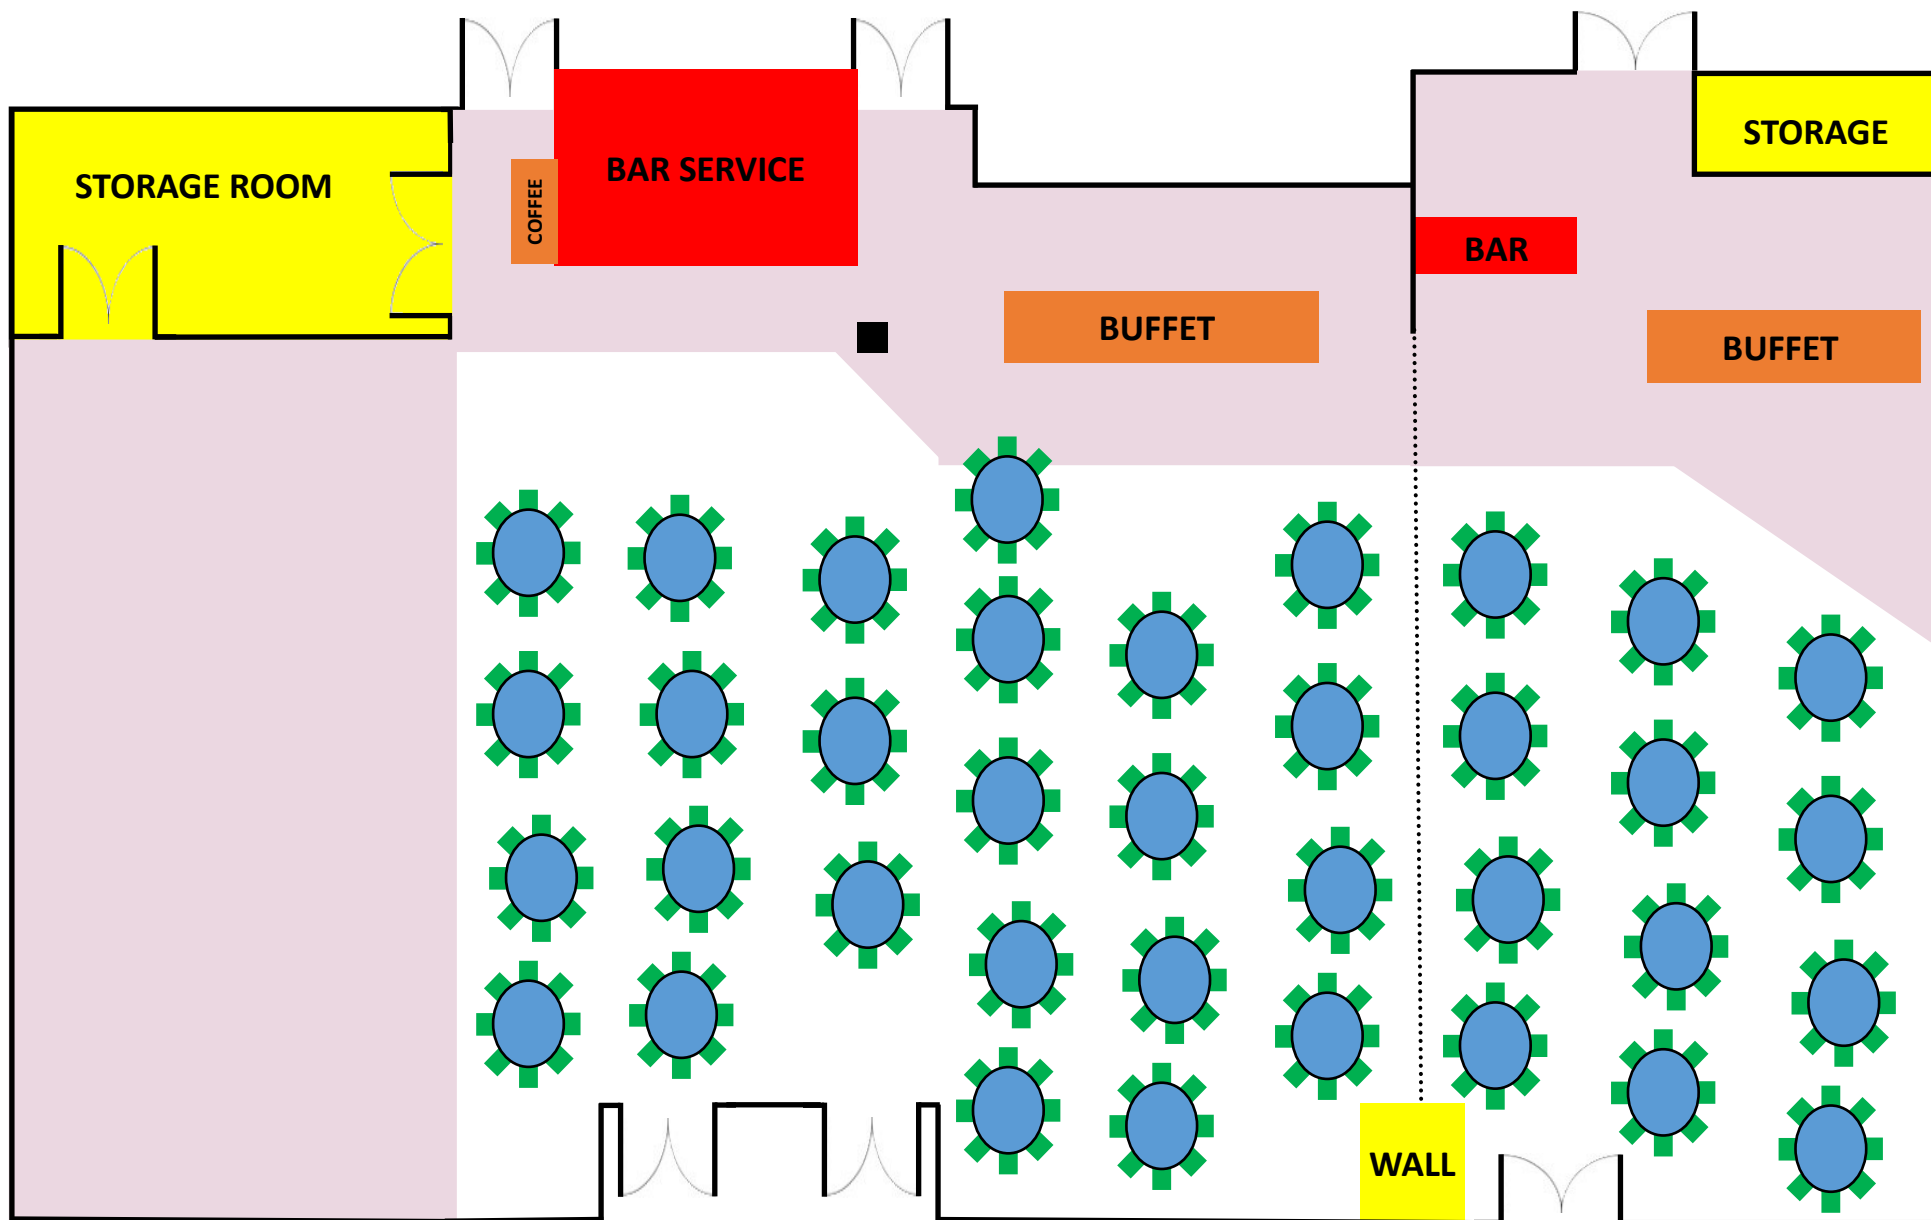 STORAGE ROOM
COFFEE
BAR SERVICE
STORAGE
BAR
BUFFET
BUFFET
WALL